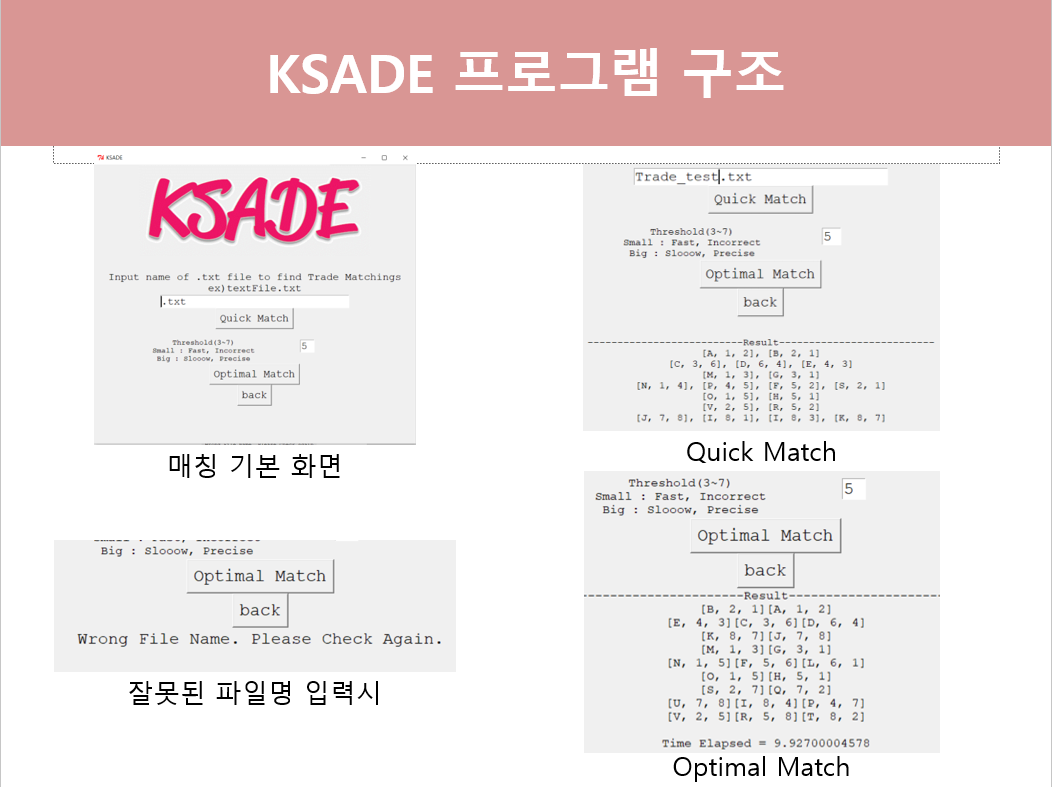 KSADE 프로그램 구조
KSADE
KSADE
Input name of .txt file to find Trade Matchings
ex)textFile.txt
.txt
Quick Match
Threshold(3~7)
Small : Fast, Incorrect
Big : Slooow, Precise
5
Optimal Match
back
매칭 기본 화면
Big : Slooow, Precise
Optimal Match
back
Wrong File Name. Please Check Again.
잘못된 파일명 입력시
Trade_test.txt
Quick Match
Threshold(3~7)
Small : Fast, Incorrect
Big : Slooow, Precise
5
Optimal Match
back
Result
[A, 1, 2], [B, 2, 1]
[C, 3, 6], [D, 6, 4], [E, 4, 3]
[M, 1, 3], [G, 3, 1]
[N, 1, 4], [P, 4, 5], [F, 5, 2], [S, 2, 1]
[O, 1, 5], [H, 5, 1]
[V, 2, 5], [R, 5, 2]
[J, 7, 8], [I, 8, 1], [I, 8, 3], [K, 8, 7]
Quick Match
Threshold(3~7)
Small : Fast, Incorrect
Big : Slooow, Precise
5
Optimal Match
back
Result
[B, 2, 1][A, 1, 2]
[E, 4, 3][C, 3, 6][D, 6, 4]
[K, 8, 7][J, 7, 8]
[M, 1, 3][G, 3, 1]
[N, 1, 5][F, 5, 6][L, 6, 1]
[O, 1, 5][H, 5, 1]
[S, 2, 7][Q, 7, 2]
[U, 7, 8][I, 8, 4][P, 4, 7]
[V, 2, 5][R, 5, 8][T, 8, 2]
Time Elapsed = 9.92700004578
Optimal Match